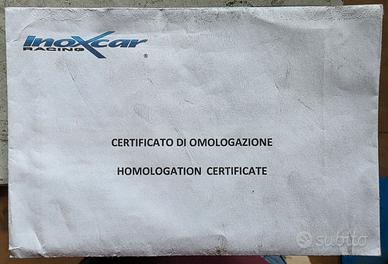 InoXcar
RACING
®
CERTIFICATO DI OMOLOGAZIONE
HOMOLOGATION CERTIFICATE
subito